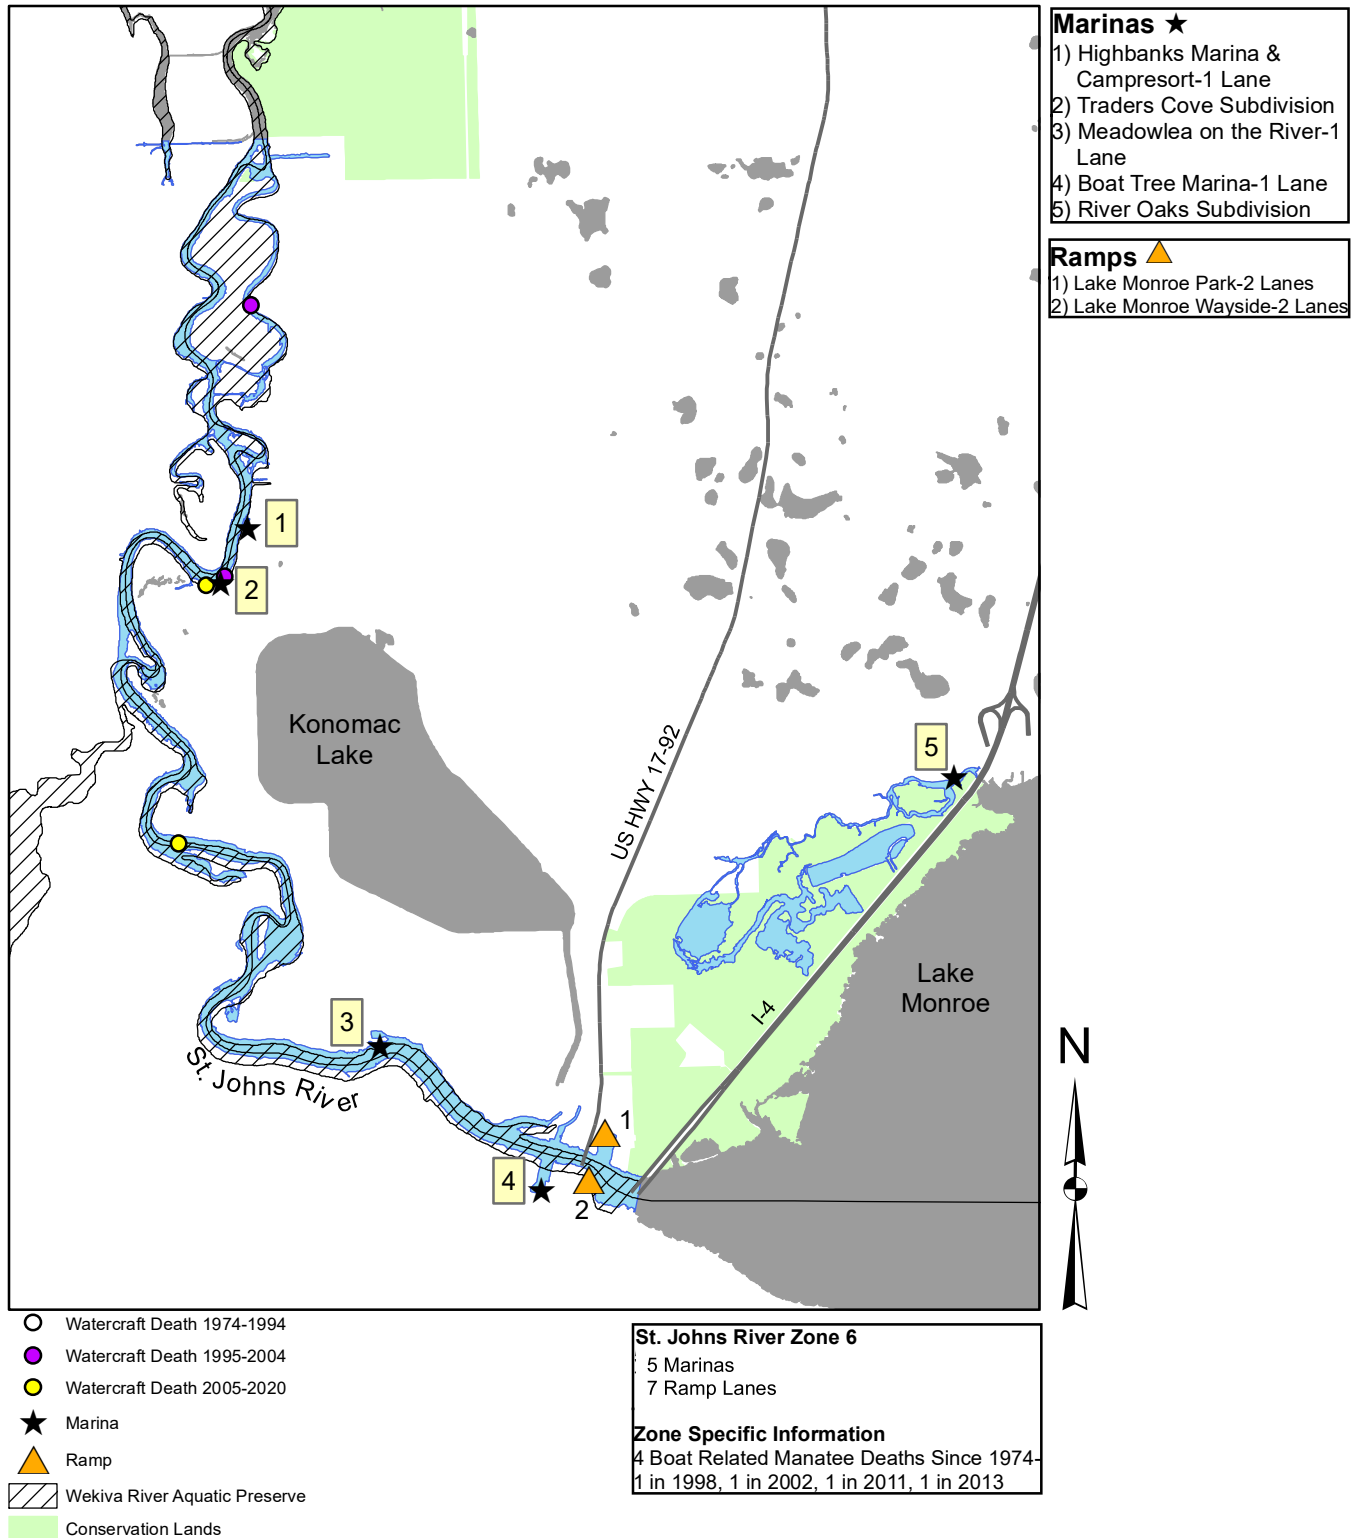 Marinas
1) Highbanks Marina &
Campresort-1 Lane
2) Traders Cove Subdivision
3) Meadowlea on the River-1
Lane
4) Boat Tree Marina-1 Lane
5) River Oaks Subdivision
Ramps
1) Lake Monroe Park-2 Lanes
2) Lake Monroe Wayside-2 Lanes
1
2
Konomac
Lake
US HWY 17-92
5
I-4
Lake
Monroe
3
St. Johns River
1
4
2
N
Watercraft Death 1974-1994
Watercraft Death 1995-2004
Watercraft Death 2005-2020
Marina
Ramp
Wekiva River Aquatic Preserve
Conservation Lands
St. Johns River Zone 6
5 Marinas
7 Ramp Lanes
Zone Specific Information
4 Boat Related Manatee Deaths Since 1974-
1 in 1998, 1 in 2002, 1 in 2011, 1 in 2013